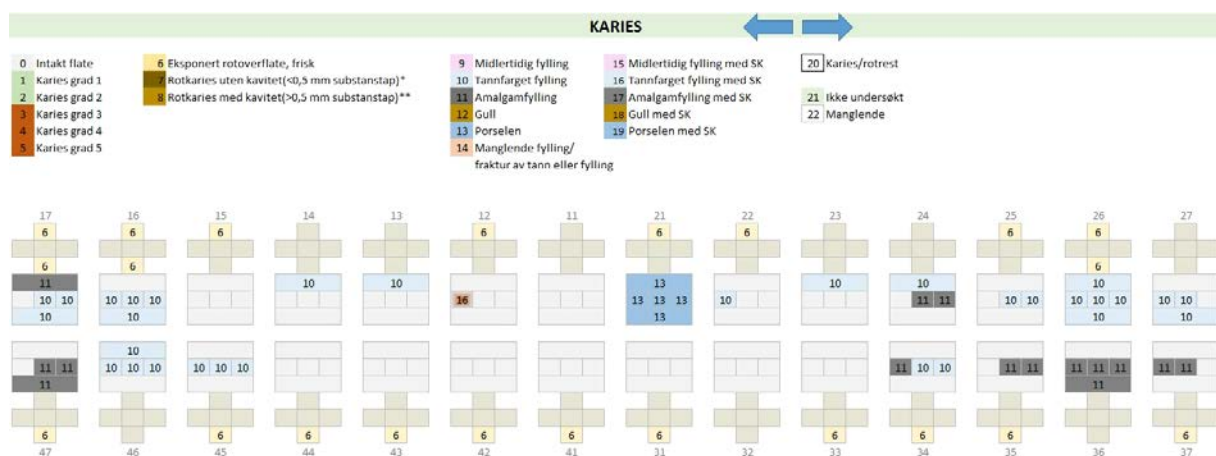 KARIES
0 Intakt flate 6 Eksponert rotoverflate, frisk 9 Midlertidig fylling 15 Midlertidig fylling med SK 20 Karies/rotrest
1 Karies grad 1 7 Rotkaries uten kavitet(<0,5 mm substanstap)* 10 Tannfarget fylling 16 Tannfarget fylling med SK
2 Karies grad 2 8 Rotkaries med kavitet(>0,5 mm substanstap)** 11 Amalgamfylling 17 Amalgamfylling med SK 21 Ikke undersøkt
3 Karies grad 3 12 Gull 18 Gull med SK 22 Manglende
4 Karies grad 4 13 Porselen 19 Porselen med SK
5 Karies grad 5 14 Manglende fylling/
fraktur av tann eller fylling
17 16 15 14 13 12 11 21 22 23 24 25 26 27
6 6 6 6 6 6 6 6 6
6 6 6
11 10 10 13 10 10 10
10 10 10 10 10 16 13 13 13 10 11 11 10 10 10 10 10 10 10
10 10 13 10 10
10
11 11 10 10 10 10 10 10 11 10 10 11 11 11 11 11 11 11
11 11
6 6 6 6 6 6 6 6 6 6
47 46 45 44 43 42 41 31 32 33 34 35 36 37